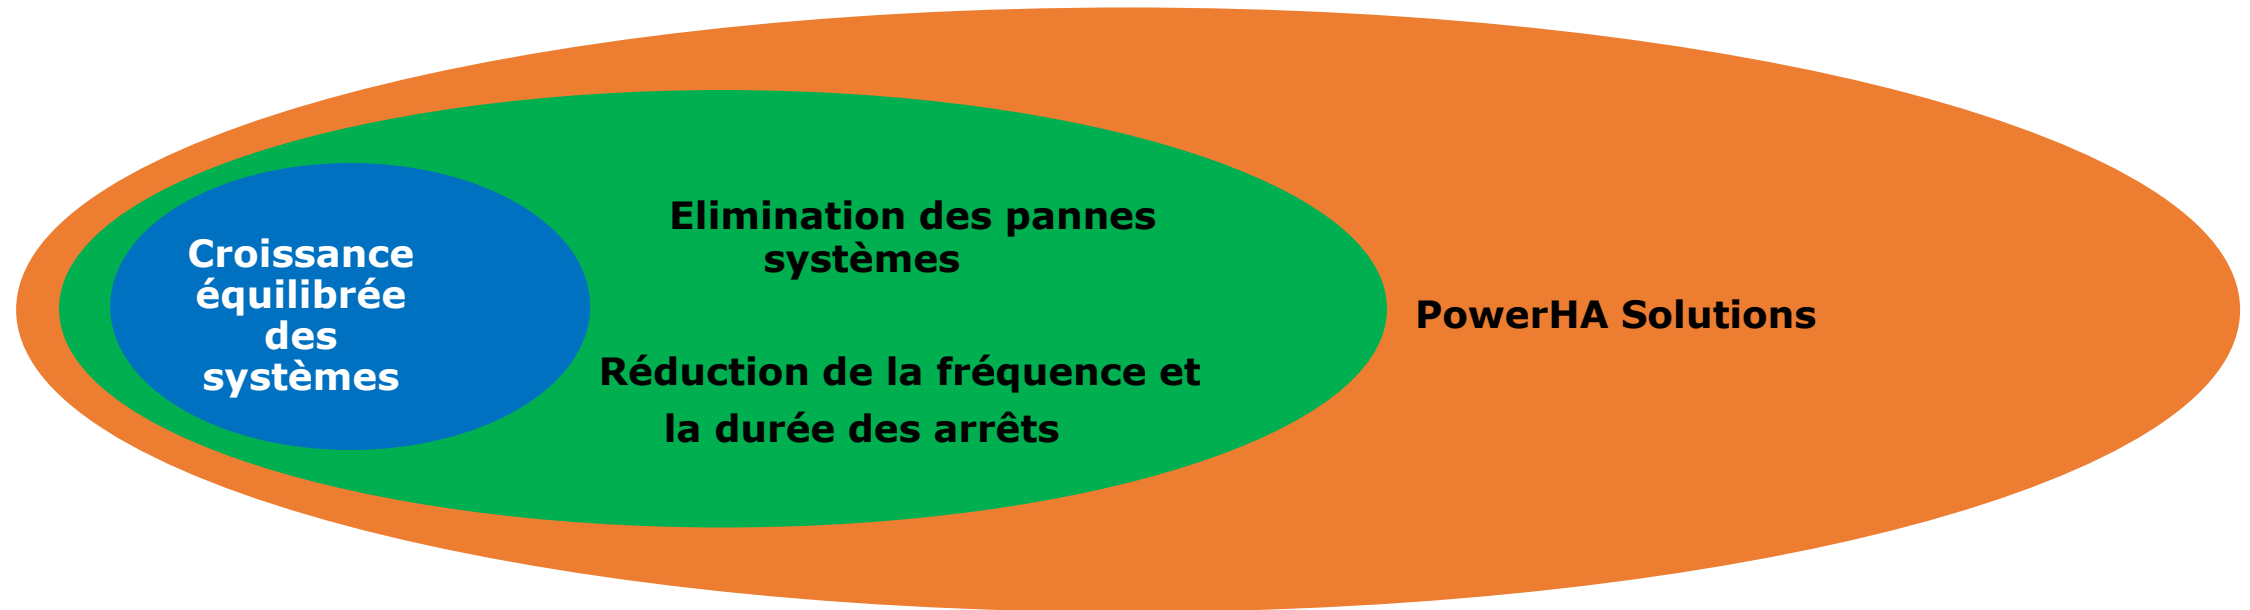 Croissance
équilibrée
des
systèmes
Elimination des pannes
systèmes
Réduction de la fréquence et
la durée des arrêts
PowerHA Solutions